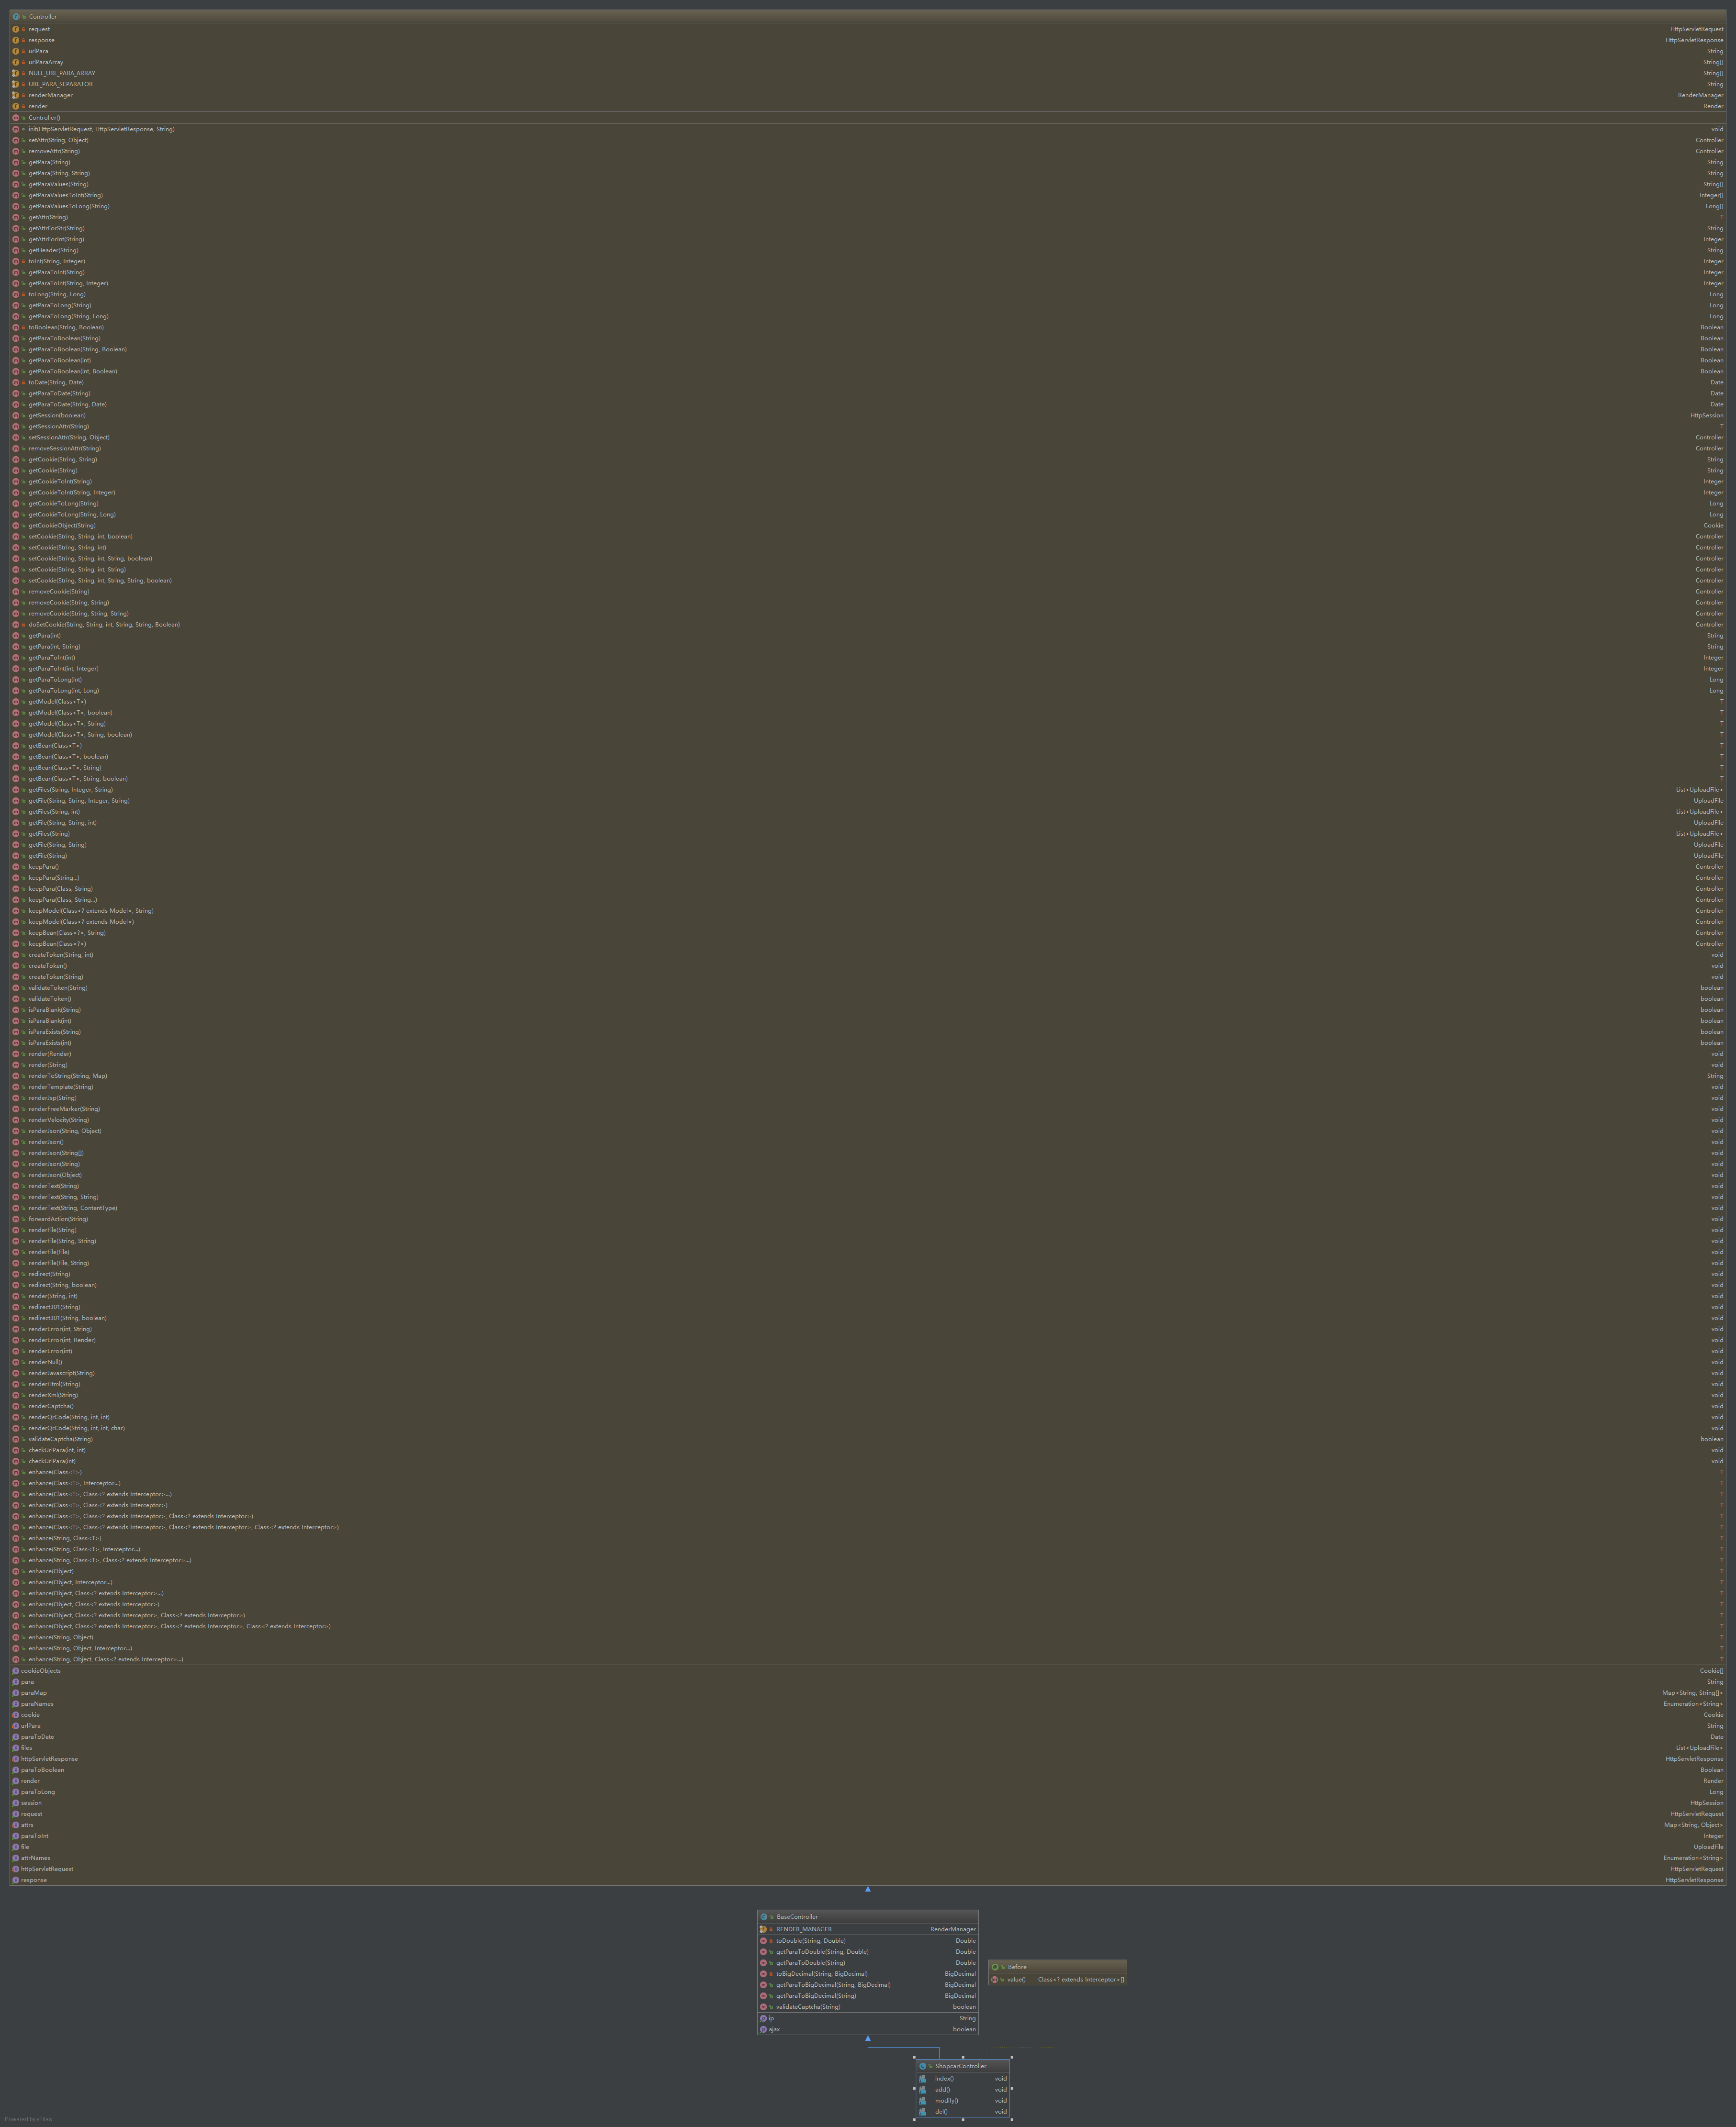 Controller
request HttpServletRequest
response HttpServletResponse
urlPara String
urlParaArray String[]
NULL_URL_PARA_ARRAY String[]
URL_PARA_SEPARATOR String
renderManager RenderManager
render Render
Controller()
init(HttpServletRequest, HttpServletResponse, String) void
setAttr(String, Object) Controller
removeAttr(String) Controller
getPara(String) String
getPara(String, String) String
getParaValues(String) String[]
getParaValuesToInt(String) Integer[]
getParaValuesToLong(String) Long[]
getAttr(String) T
getAttrForStr(String) String
getAttrForInt(String) Integer
getHeader(String) String
toInt(String, Integer) Integer
getParaToInt(String) Integer
getParaToInt(String, Integer) Integer
toLong(String, Long) Long
getParaToLong(String) Long
getParaToLong(String, Long) Long
toBoolean(String, Boolean) Boolean
getParaToBoolean(String) Boolean
getParaToBoolean(String, Boolean) Boolean
getParaToBoolean(int) Boolean
getParaToBoolean(int, Boolean) Boolean
toDate(String, Date) Date
getParaToDate(String) Date
getParaToDate(String, Date) Date
getSession(boolean) HttpSession
getSessionAttr(String) T
setSessionAttr(String, Object) Controller
removeSessionAttr(String) Controller
getCookie(String, String) String
getCookie(String) String
getCookieToInt(String) Integer
getCookieToInt(String, Integer) Integer
getCookieToLong(String) Long
getCookieToLong(String, Long) Long
getCookieObject(String) Cookie
setCookie(String, String, int, boolean) Controller
setCookie(String, String, int) Controller
setCookie(String, String, int, String, boolean) Controller
setCookie(String, String, int, String) Controller
setCookie(String, String, int, String, String, boolean) Controller
removeCookie(String) Controller
removeCookie(String, String) Controller
removeCookie(String, String, String) Controller
doSetCookie(String, String, int, String, String, Boolean) Controller
getPara(int) String
getPara(int, String) String
getParaToInt(int) Integer
getParaToInt(int, Integer) Integer
getParaToLong(int) Long
getParaToLong(int, Long) Long
getModel(Class<T>) T
getModel(Class<T>, boolean) T
getModel(Class<T>, String) T
getModel(Class<T>, String, boolean) T
getBean(Class<T>) T
getBean(Class<T>, boolean) T
getBean(Class<T>, String) T
getBean(Class<T>, String, boolean) T
getFiles(String, Integer, String) List<UploadFile>
getFile(String, String, Integer, String) UploadFile
getFiles(String, int) List<UploadFile>
getFile(String, String, int) UploadFile
getFiles(String) List<UploadFile>
getFile(String, String) UploadFile
getFile(String) UploadFile
keepPara() Controller
keepPara(String...) Controller
keepPara(Class, String) Controller
keepPara(Class, String...) Controller
keepModel(Class<? extends Model>, String) Controller
keepModel(Class<? extends Model>) Controller
keepBean(Class<?>, String) Controller
keepBean(Class<?>) Controller
createToken(String, int) void
createToken() void
createToken(String) void
validateToken(String) boolean
validateToken() boolean
isParaBlank(String) boolean
isParaBlank(int) boolean
isParaExists(String) boolean
isParaExists(int) boolean
render(Render) void
render(String) void
renderToString(String, Map) String
renderTemplate(String) void
renderJsp(String) void
renderFreeMarker(String) void
renderVelocity(String) void
renderJson(String, Object) void
renderJson() void
renderJson(String[]) void
renderJson(String) void
renderJson(Object) void
renderText(String) void
renderText(String, String) void
renderText(String, ContentType) void
forwardAction(String) void
renderFile(String) void
renderFile(String, String) void
renderFile(File) void
renderFile(File, String) void
redirect(String) void
redirect(String, boolean) void
render(String, int) void
redirect301(String) void
redirect301(String, boolean) void
renderError(int, String) void
renderError(int, Render) void
renderError(int) void
renderNull() void
renderJavascript(String) void
renderHtml(String) void
renderXml(String) void
renderCaptcha() void
renderQrCode(String, int, int) void
renderQrCode(String, int, int, char) void
validateCaptcha(String) boolean
checkUrlPara(int, int) void
checkUrlPara(int) void
enhance(Class<T>) T
enhance(Class<T>, Interceptor...) T
enhance(Class<T>, Class<? extends Interceptor>...) T
enhance(Class<T>, Class<? extends Interceptor>) T
enhance(Class<T>, Class<? extends Interceptor>, Class<? extends Interceptor>) T
enhance(Class<T>, Class<? extends Interceptor>, Class<? extends Interceptor>, Class<? extends Interceptor>) T
enhance(String, Class<T>) T
enhance(String, Class<T>, Interceptor...) T
enhance(String, Class<T>, Class<? extends Interceptor>...) T
enhance(Object) T
enhance(Object, Interceptor...) T
enhance(Object, Class<? extends Interceptor>...) T
enhance(Object, Class<? extends Interceptor>) T
enhance(Object, Class<? extends Interceptor>, Class<? extends Interceptor>) T
enhance(Object, Class<? extends Interceptor>, Class<? extends Interceptor>, Class<? extends Interceptor>) T
enhance(String, Object) T
enhance(String, Object, Interceptor...) T
enhance(String, Object, Class<? extends Interceptor>...) T
cookieObjects Cookie[]
para String
paraMap Map<String, String[]>
paraNames Enumeration<String>
cookie Cookie
urlPara String
paraToDate Date
files List<UploadFile>
httpServletResponse HttpServletResponse
paraToBoolean Boolean
render Render
paraToLong Long
session HttpSession
request HttpServletRequest
attrs Map<String, Object>
paraToInt Integer
file UploadFile
attrNames Enumeration<String>
httpServletRequest HttpServletRequest
response HttpServletResponse
BaseController
RENDER_MANAGER RenderManager
toDouble(String, Double) Double
getParaToDouble(String, Double) Double
getParaToDouble(String) Double
toBigDecimal(String, BigDecimal) BigDecimal
getParaToBigDecimal(String, BigDecimal) BigDecimal
getParaToBigDecimal(String) BigDecimal
validateCaptcha(String) boolean
ip String
ajax boolean
Before
value() Class<? extends Interceptor>[]
ShopcarController
index() void
add() void
modify() void
del() void
Powered by yFiles